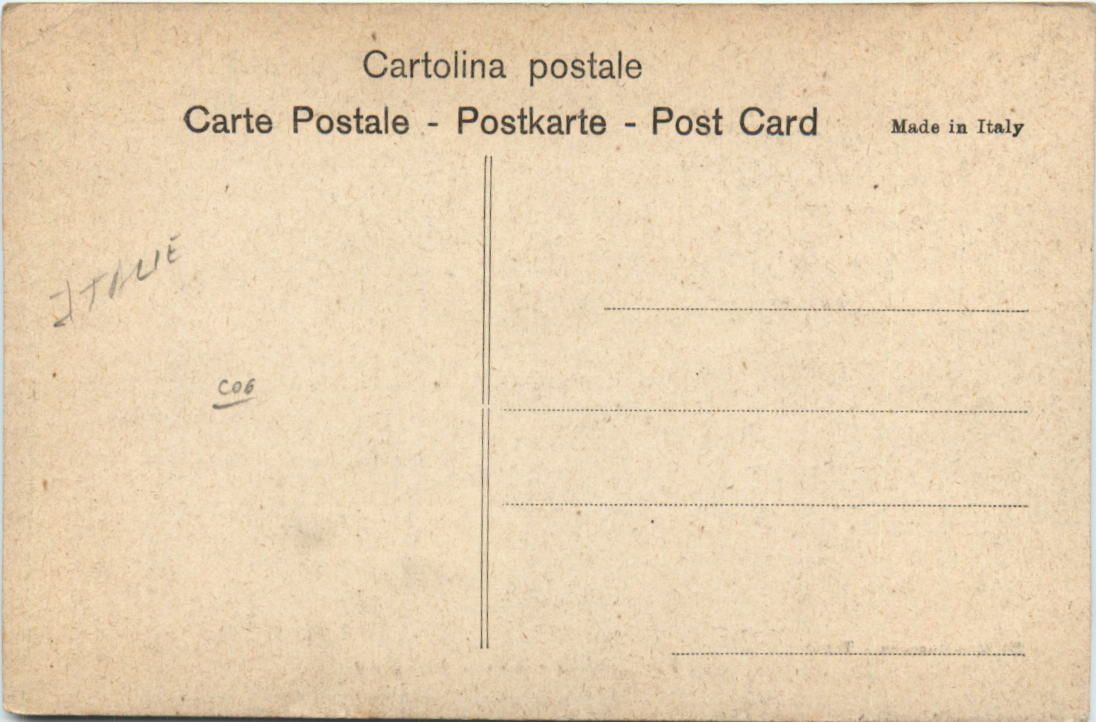 Cartolina postale
Carte Postale - Postkarte - Post Card
Made in Italy
ITALIE
C06